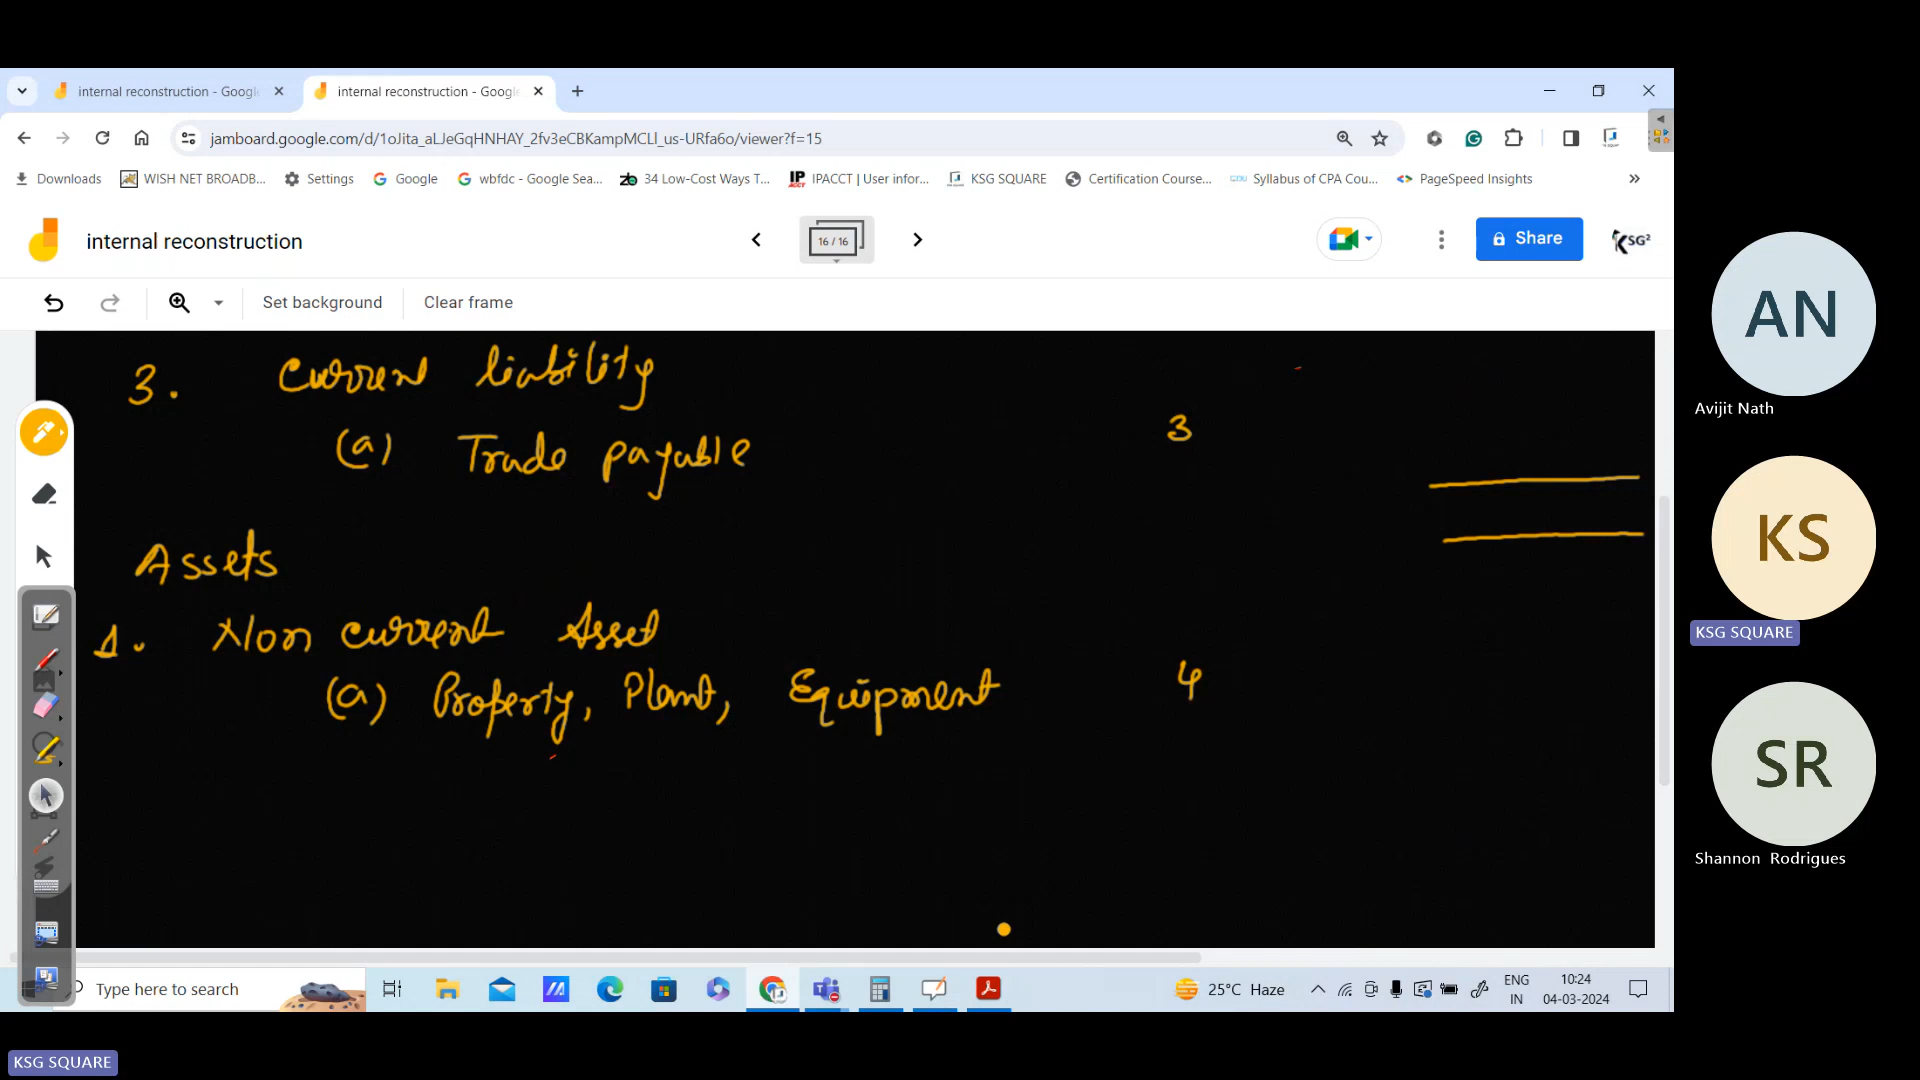 internal reconstruction - Googl
internal reconstruction - Google
jamboard.google.com/d/1oJita_aLJeGqHNHAY_2fv3eCBKampMCLl_us-URfa6o/viewer?f=15
Downloads
WISH NET BROADB...
Settings
Google
wbfdc - Google Sea...
34 Low-Cost Ways T...
IPACCT | User infor...
KSG SQUARE
Certification Course...
Syllabus of CPA Cou...
PageSpeed Insights
internal reconstruction
16 / 16
Share
KSG²
Set background
Clear frame
3. Current liability
(a) Trade payable 3
Assets
1. Non current Asset
(a) Property, Plant, Equipment 4
AN
Avijit Nath
KS
KSG SQUARE
SR
Shannon Rodrigues
Type here to search
25°C Haze
ENG
IN
10:24
04-03-2024
KSG SQUARE